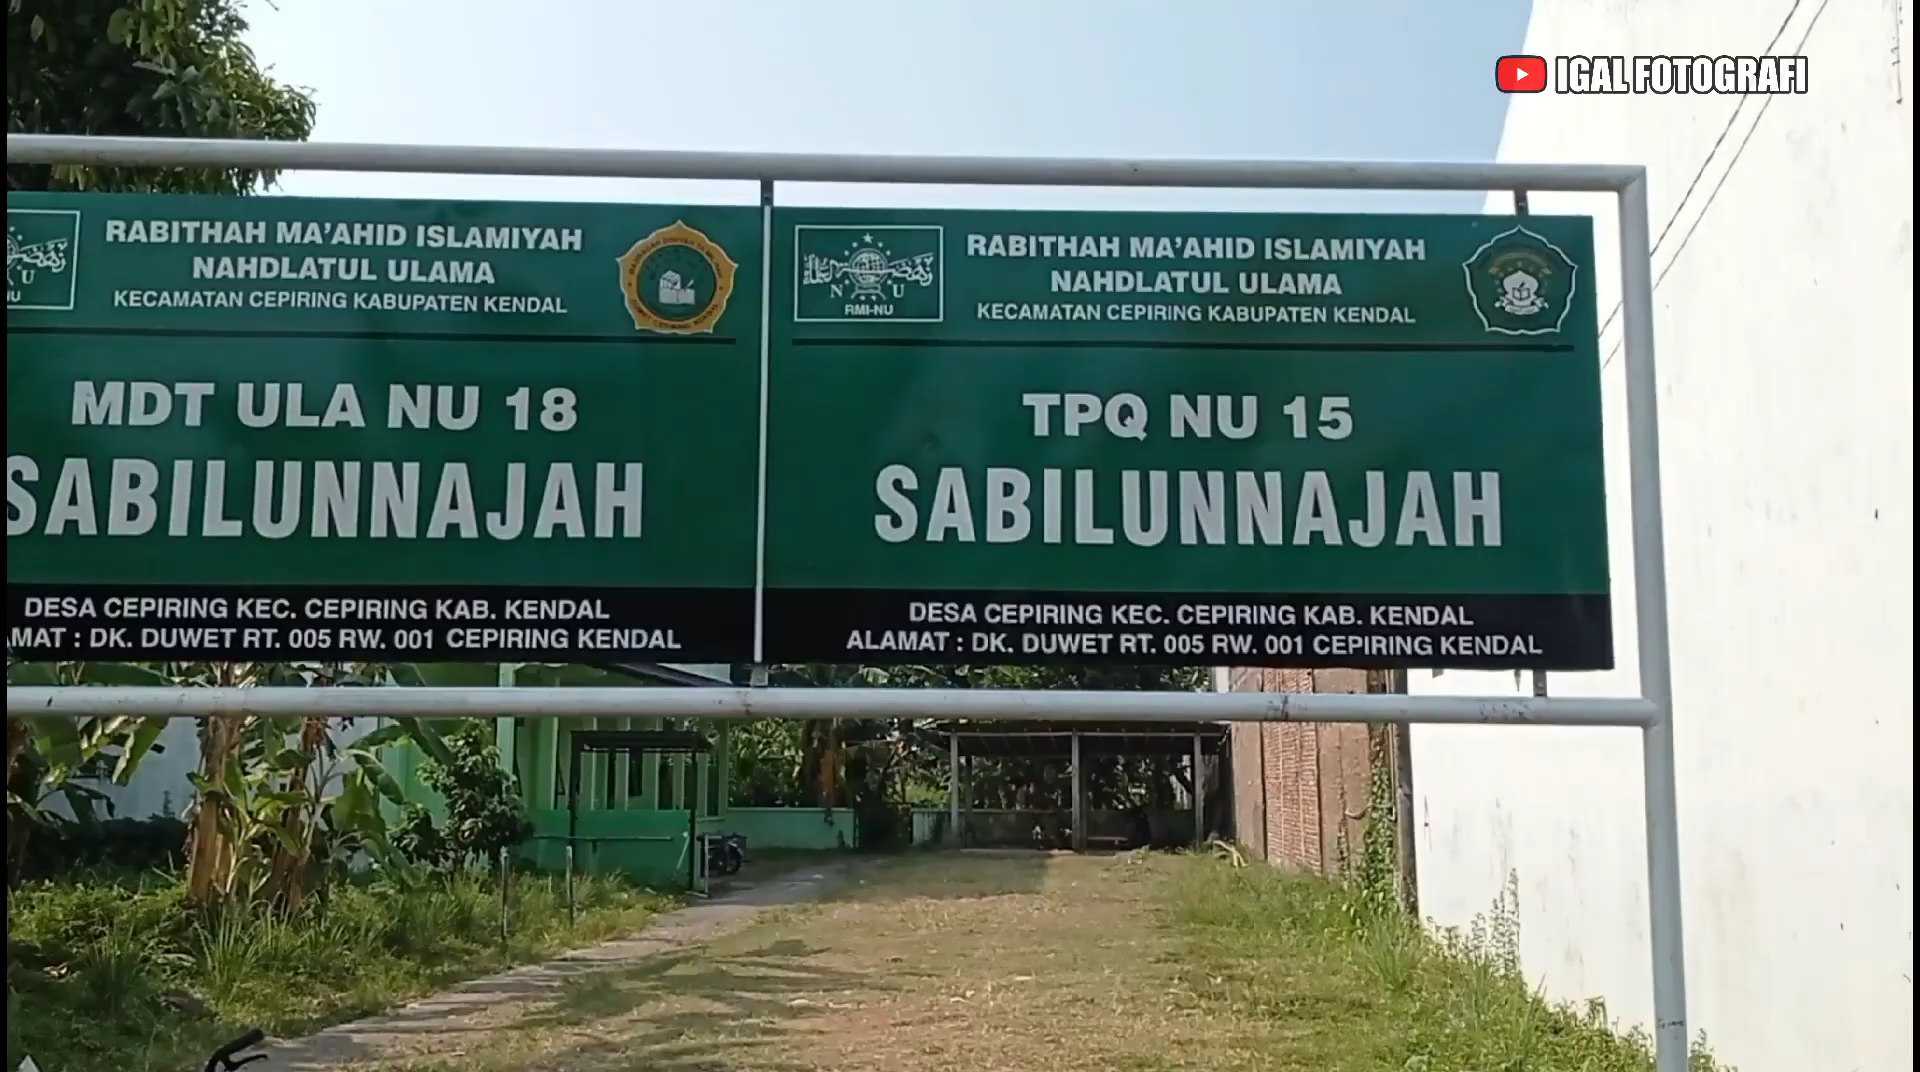 IGAL FOTOGRAFI
RABITHAH MA'AHID ISLAMIYAH
NAHDLATUL ULAMA
KECAMATAN CEPIRING KABUPATEN KENDAL
MDT ULA NU 18
SABILUNNAJAH
DESA CEPIRING KEC. CEPIRING KAB. KENDAL
AMAT : DK. DUWET RT. 005 RW. 001 CEPIRING KENDAL
N U
RMI-NU
RABITHAH MA'AHID ISLAMIYAH
NAHDLATUL ULAMA
KECAMATAN CEPIRING KABUPATEN KENDAL
TPQ NU 15
SABILUNNAJAH
DESA CEPIRING KEC. CEPIRING KAB. KENDAL
ALAMAT : DK. DUWET RT. 005 RW. 001 CEPIRING KENDAL